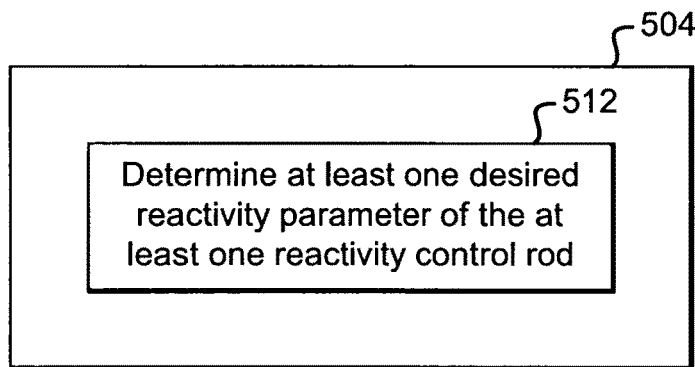 504
512
Determine at least one desired
reactivity parameter of the at
least one reactivity control rod